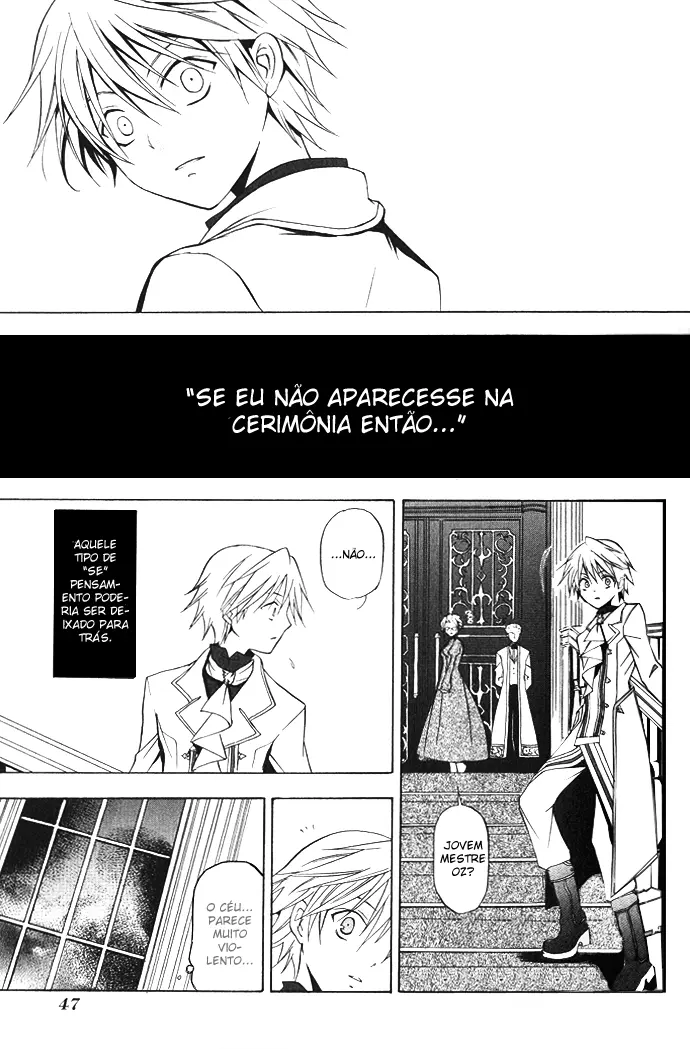 "SE EU NÃO APARECESSE NA
CERIMÔNIA ENTÃO..."
JOVEM
MESTRE
OZ?
...NÃO...
AQUELE
TIPO DE
"SE"
PENSAM-
ENTO PODE-
RIA SER DE-
IXADO PARA
TRÁS.
O CÉU...
PARECE
MUITO
VIO-
LENTO...
47